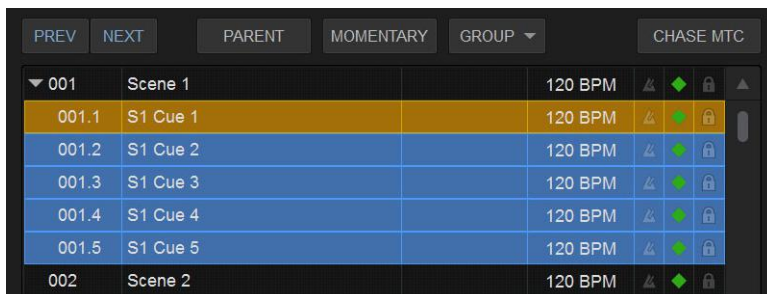 PREV NEXT PARENT MOMENTARY GROUP CHASE MTC
001 Scene 1 120 BPM
001.1 S1 Cue 1 120 BPM
001.2 S1 Cue 2 120 BPM
001.3 S1 Cue 3 120 BPM
001.4 S1 Cue 4 120 BPM
001.5 S1 Cue 5 120 BPM
002 Scene 2 120 BPM